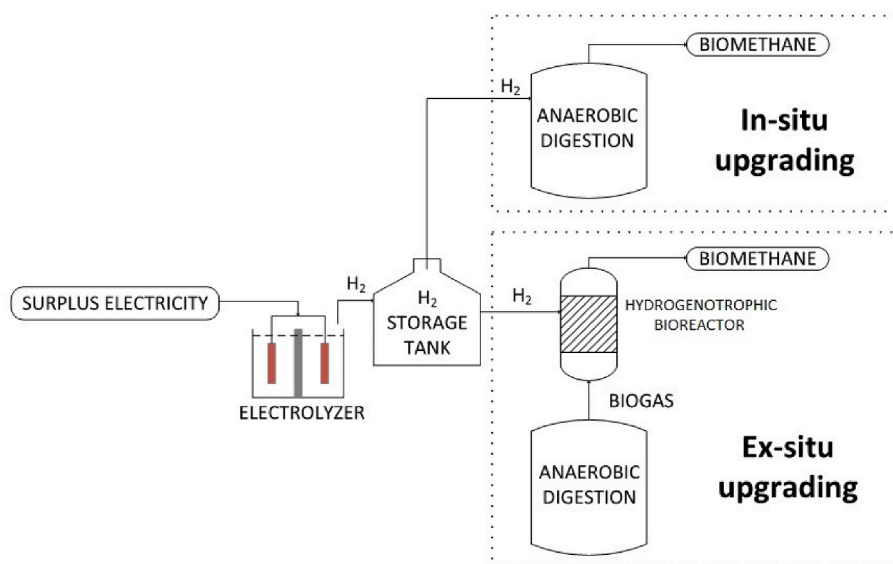 BIOMETHANE
H₂
ANAEROBIC
DIGESTION
In-situ
upgrading
SURPLUS ELECTRICITY
H₂
ELECTROLYZER
H₂
STORAGE
TANK
H₂
BIOMETHANE
HYDROGENOTROPHIC
BIOREACTOR
BIOGAS
ANAEROBIC
DIGESTION
Ex-situ
upgrading